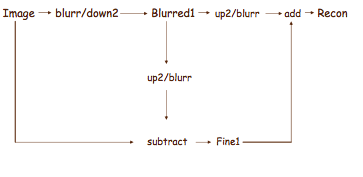 Image → blurr/down2 → Blurred1 → up2/blurr → add → Recon
up2/blurr
subtract → Fine1